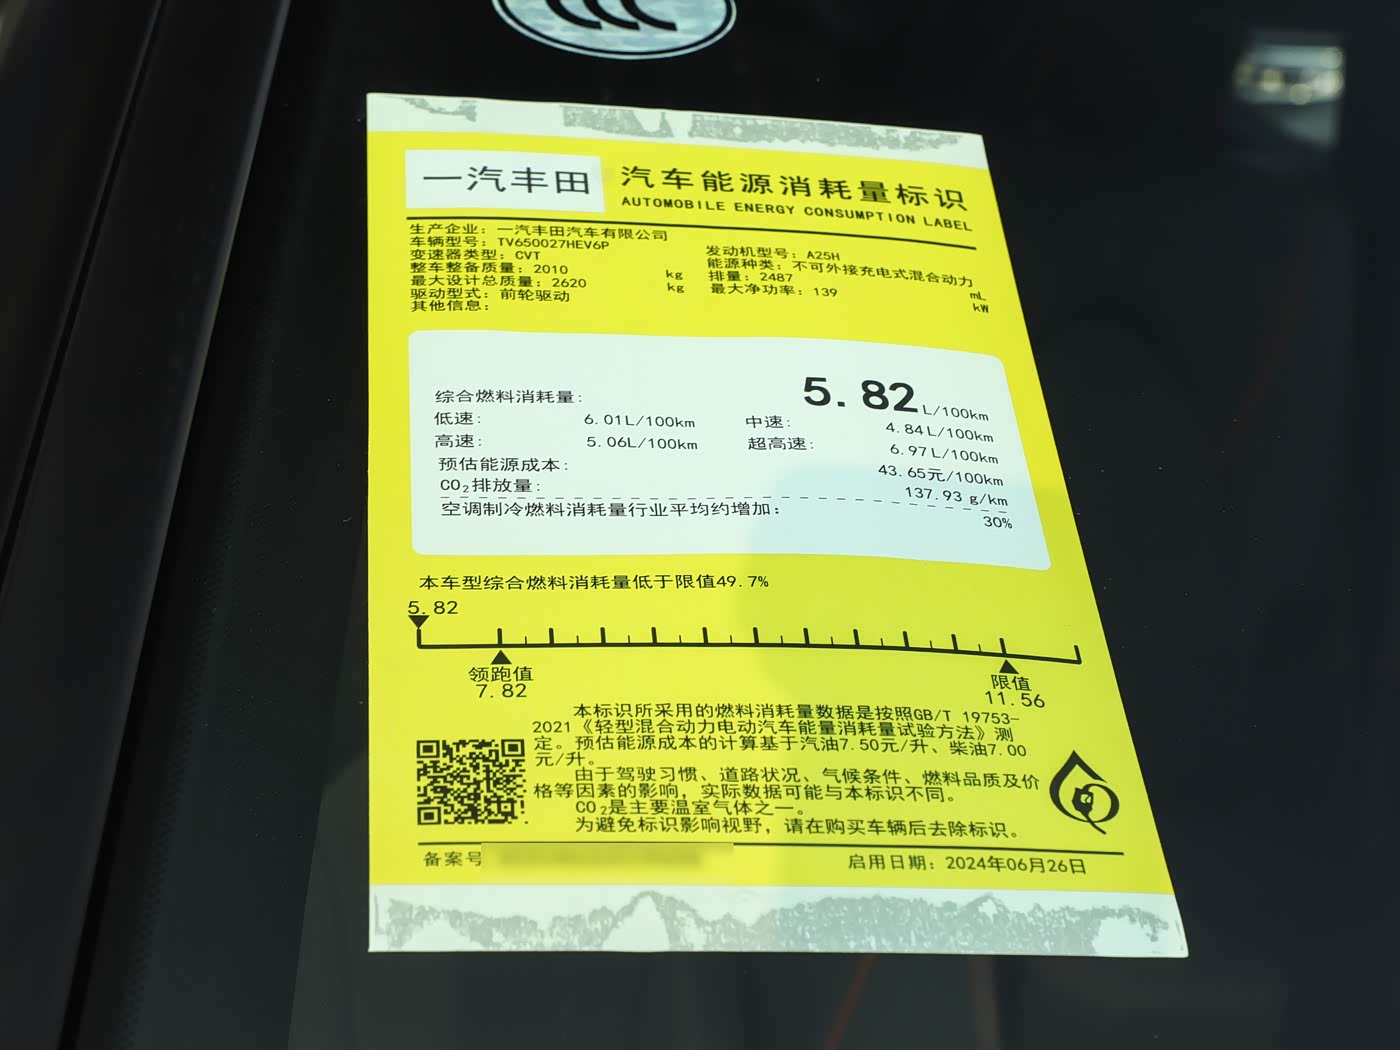 一汽丰田 汽车能源消耗量标识
AUTOMOBILE ENERGY CONSUMPTION LABEL
生产企业：一汽丰田汽车有限公司
车辆型号：TV650027HEV6P 发动机型号：A25H
变速器类型：CVT 能源种类：不可外接充电式混合动力
整车整备质量：2010 kg 排量：2487 mL
最大设计总质量：2620 kg 最大净功率：139 kW
驱动型式：前轮驱动
其他信息：
综合燃料消耗量： 5.82 L/100km
低速： 6.01L/100km 中速： 4.84L/100km
高速： 5.06L/100km 超高速： 6.97L/100km
预估能源成本： 43.65元/100km
CO₂排放量： 137.93 g/km
空调制冷燃料消耗量行业平均约增加： 30%
本车型综合燃料消耗量低于限值49.7%
5.82
领跑值 限值
7.82 11.56
本标识所采用的燃料消耗量数据是按照GB/T 19753-
2021《轻型混合动力电动汽车能量消耗量试验方法》测
定。预估能源成本的计算基于汽油7.50元/升、柴油7.00
元/升。
由于驾驶习惯、道路状况、气候条件、燃料品质及价
格等因素的影响，实际数据可能与本标识不同。
CO₂是主要温室气体之一。
为避免标识影响视野，请在购买车辆后去除标识。
备案号 启用日期：2024年06月26日